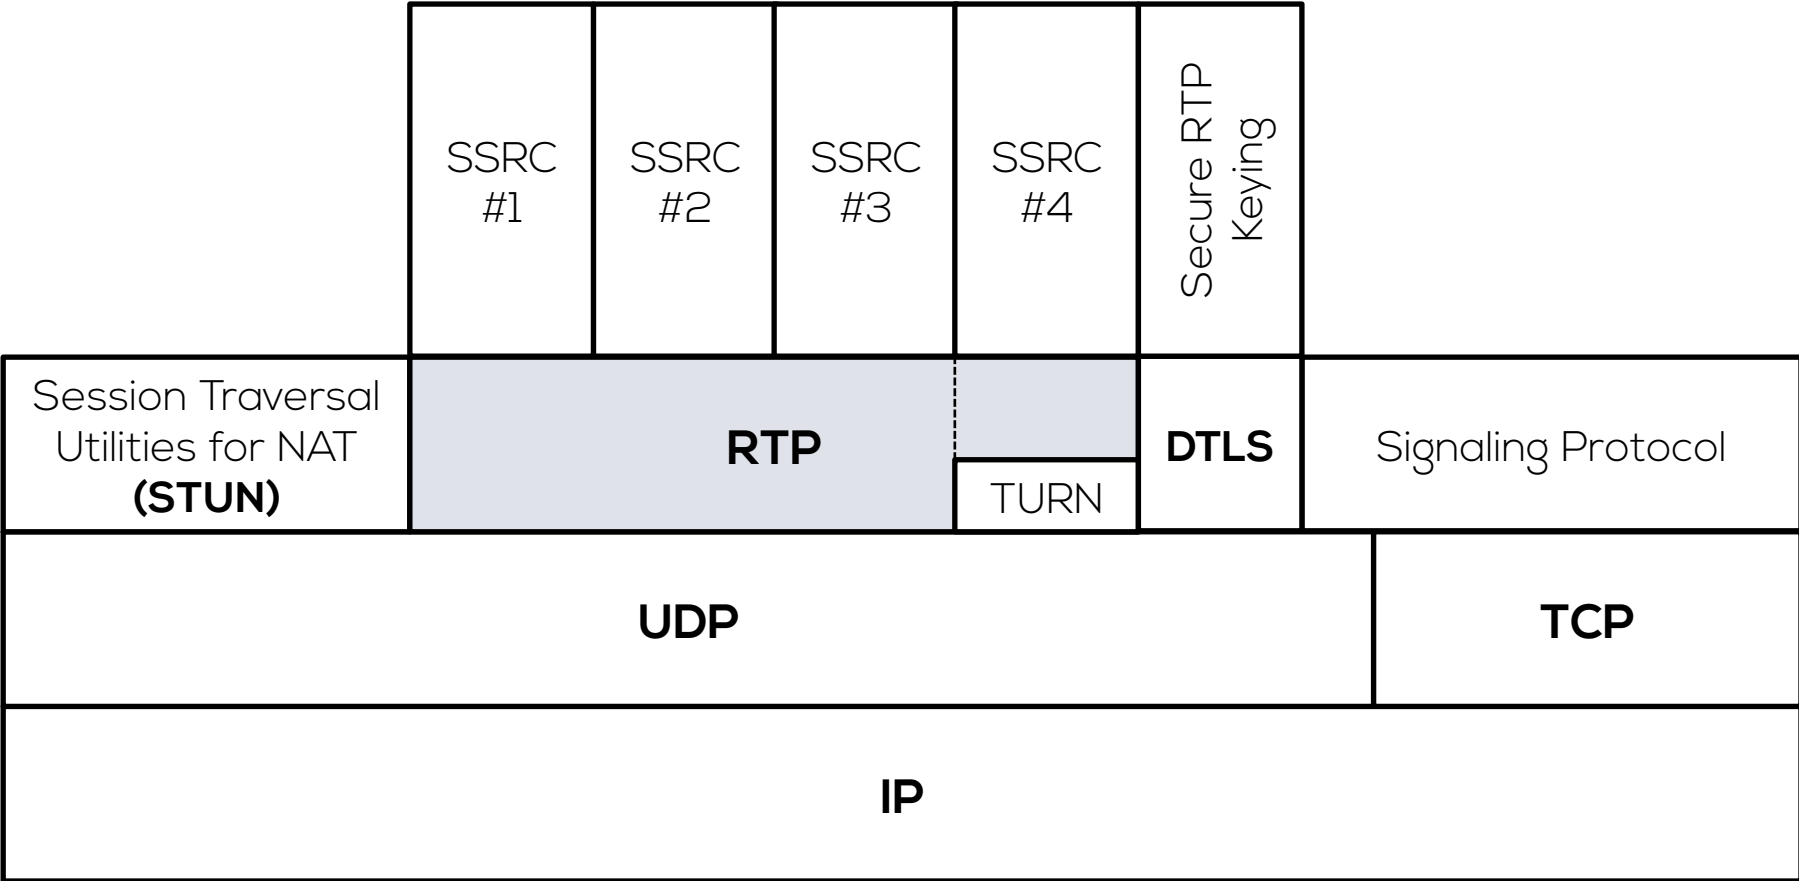 SSRC
#1
SSRC
#2
SSRC
#3
SSRC
#4
Secure RTP
Keying
Session Traversal
Utilities for NAT
(STUN)
RTP
TURN
DTLS
Signaling Protocol
UDP
TCP
IP